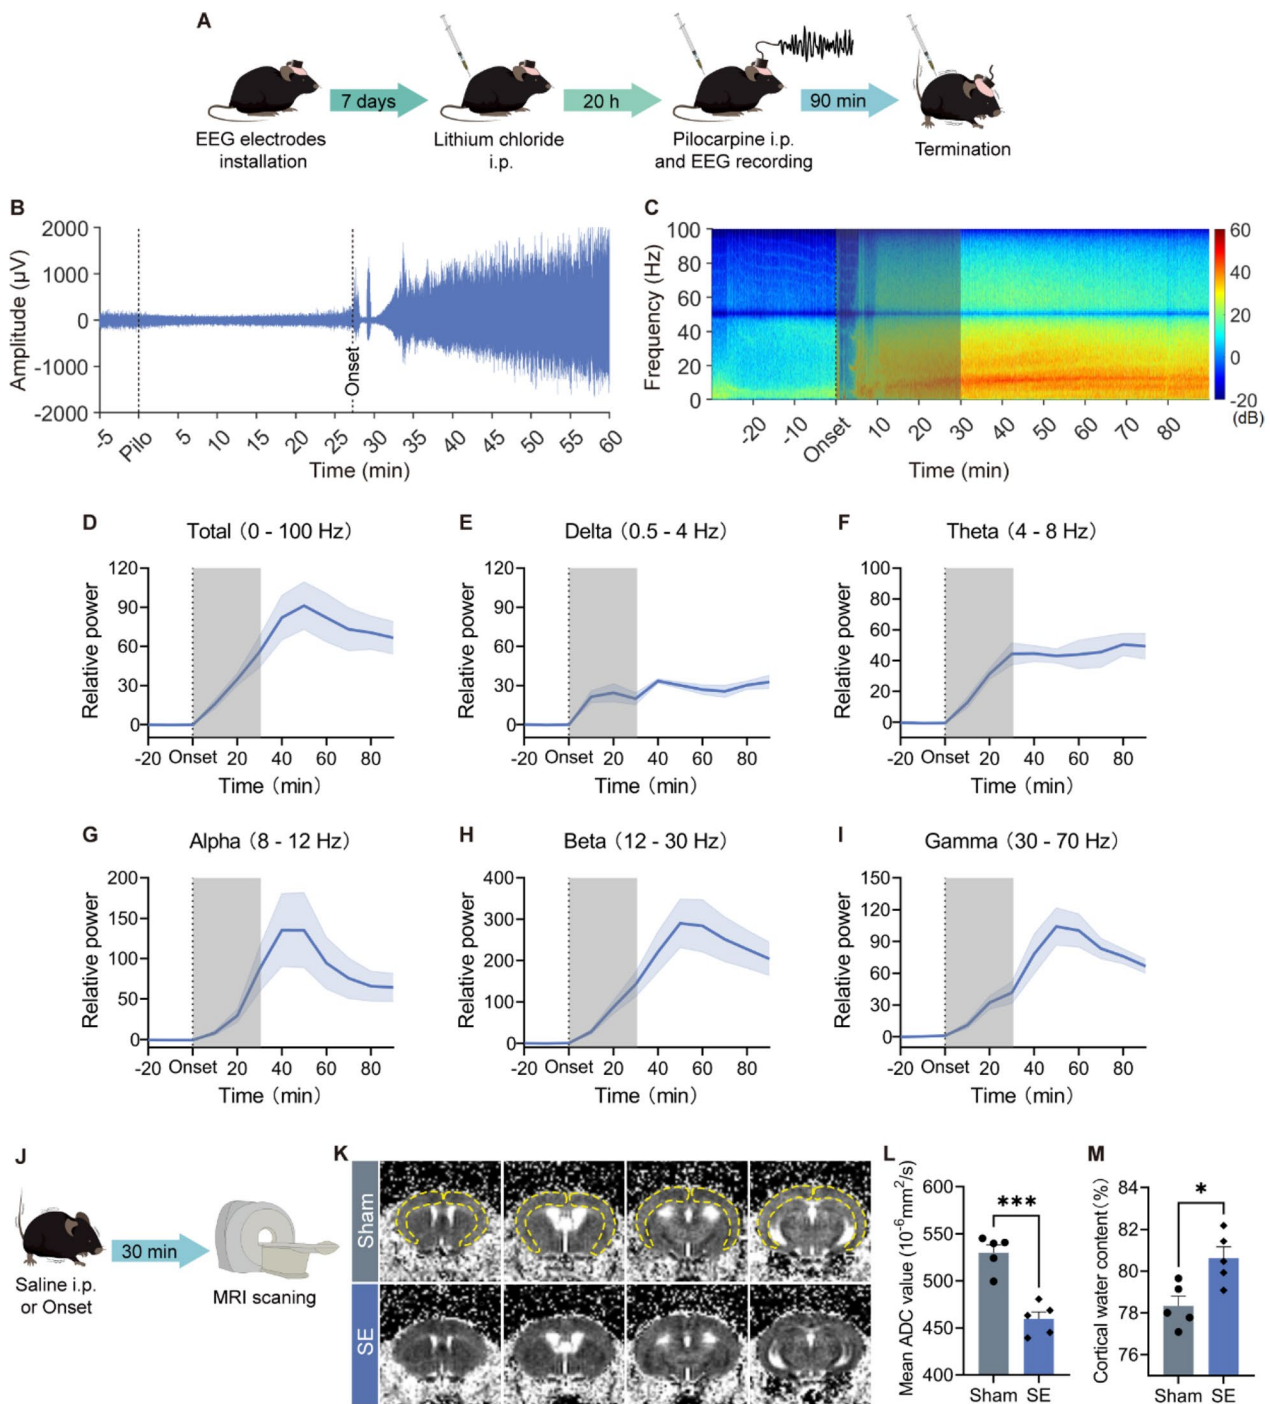 A
7 days
20 h
90 min
EEG electrodes
installation
Lithium chloride
i.p.
Pilocarpine i.p.
and EEG recording
Termination
B
Amplitude (μV)
2000
1000
0
-1000
-2000
Onset
-5 Pilo 5 10 15 20 25 30 35 40 45 50 55 60
Time (min)
C
Frequency (Hz)
100
80
60
40
20
0
-20 -10 Onset 10 20 30 40 50 60 70 80
Time (min)
60
40
20
0
-20
(dB)
D
Total (0 - 100 Hz)
Relative power
120
90
60
30
0
-20 Onset 20 40 60 80
Time (min)
E
Delta (0.5 - 4 Hz)
Relative power
120
90
60
30
0
-20 Onset 20 40 60 80
Time (min)
F
Theta (4 - 8 Hz)
Relative power
100
80
60
40
20
0
-20 Onset 20 40 60 80
Time (min)
G
Alpha (8 - 12 Hz)
Relative power
200
150
100
50
0
-20 Onset 20 40 60 80
Time (min)
H
Beta (12 - 30 Hz)
Relative power
400
300
200
100
0
-20 Onset 20 40 60 80
Time (min)
I
Gamma (30 - 70 Hz)
Relative power
150
120
90
60
30
0
-20 Onset 20 40 60 80
Time (min)
J
30 min
Saline i.p.
or Onset
MRI scaning
K
Sham
SE
L
Mean ADC value (10⁻⁶mm²/s)
600
550
500
450
400
***
Sham SE
M
Cortical water content (%)
84
82
80
78
76
*
Sham SE